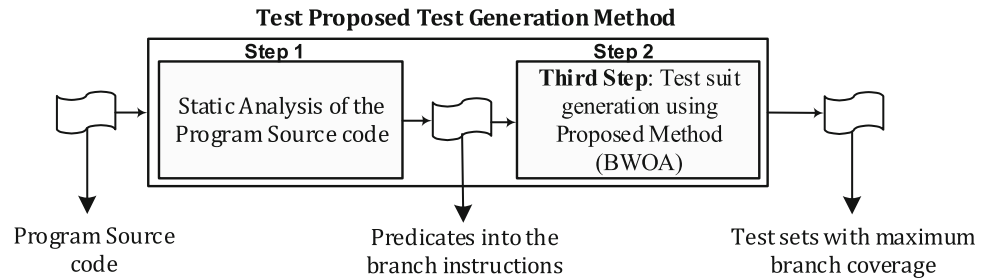 Test Proposed Test Generation Method
Step 1
Step 2
Static Analysis of the
Program Source code
Third Step: Test suit
generation using
Proposed Method
(BWOA)
Program Source
code
Predicates into the
branch instructions
Test sets with maximum
branch coverage